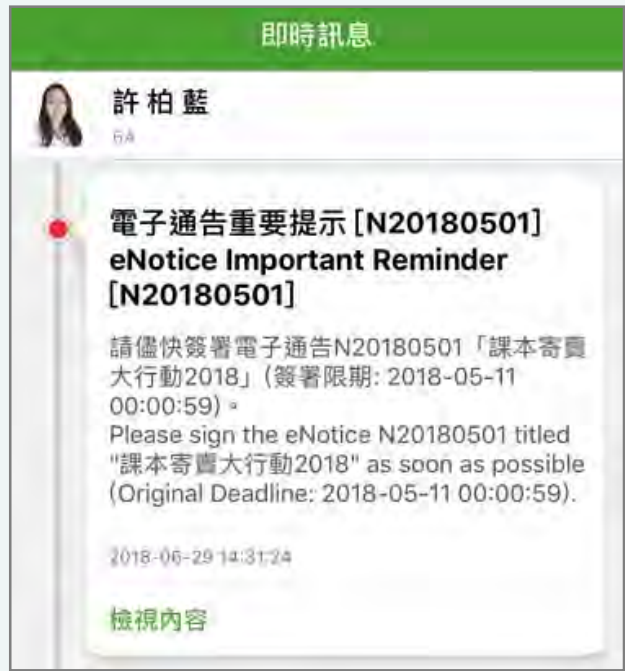 即時訊息
許柏藍
6A
電子通告重要提示 [N20180501]
eNotice Important Reminder
[N20180501]
請儘快簽署電子通告N20180501「課本寄賣
大行動2018」(簽署限期: 2018-05-11
00:00:59)。
Please sign the eNotice N20180501 titled
"課本寄賣大行動2018" as soon as possible
(Original Deadline: 2018-05-11 00:00:59).
2018-06-29 14:31:24
檢視內容